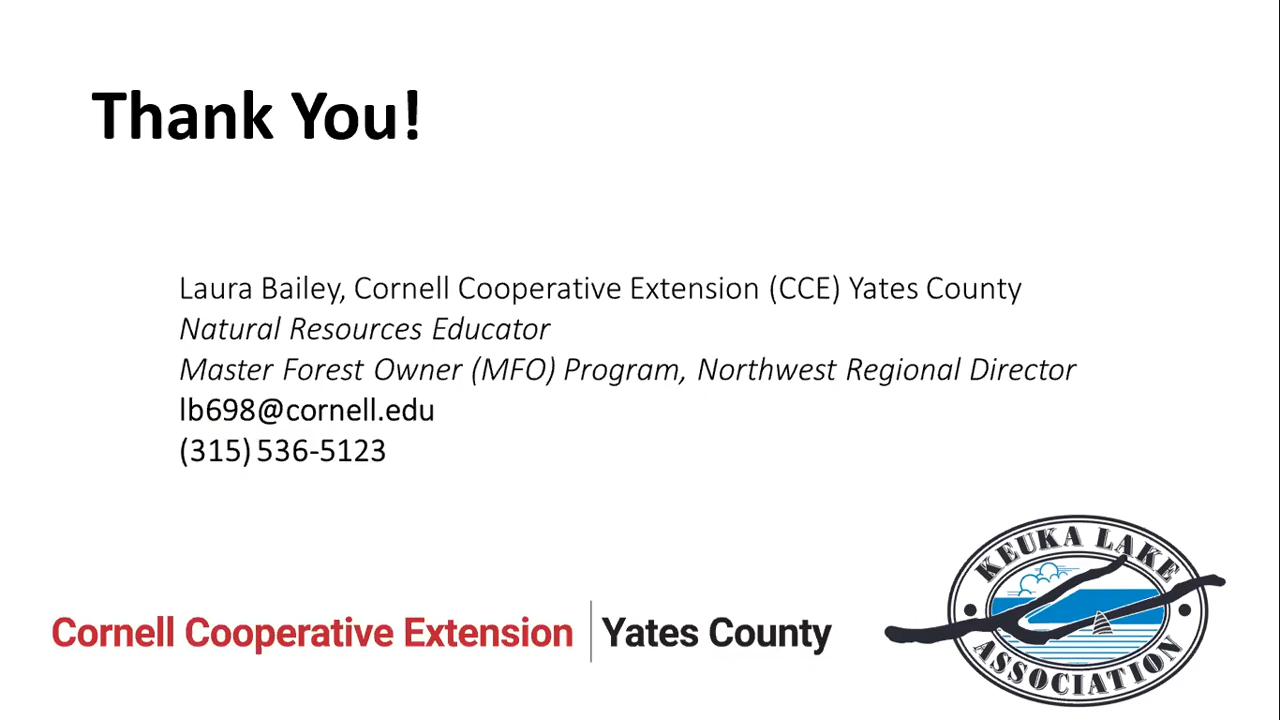 Thank You!
Laura Bailey, Cornell Cooperative Extension (CCE) Yates County
Natural Resources Educator
Master Forest Owner (MFO) Program, Northwest Regional Director
lb698@cornell.edu
(315) 536-5123
Cornell Cooperative Extension | Yates County
KEUKA LAKE
ASSOCIATION